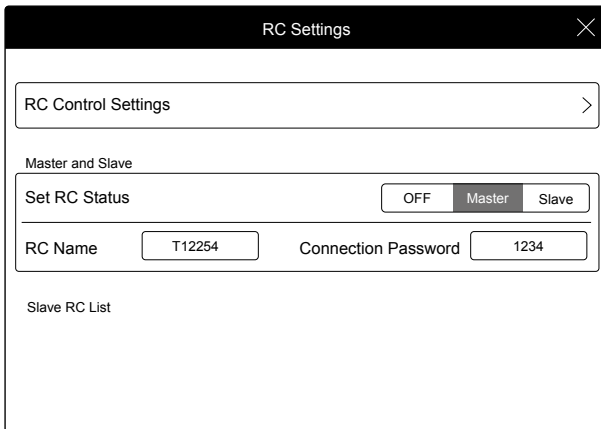 RC Settings
RC Control Settings
Master and Slave
Set RC Status OFF Master Slave
RC Name T12254 Connection Password 1234
Slave RC List